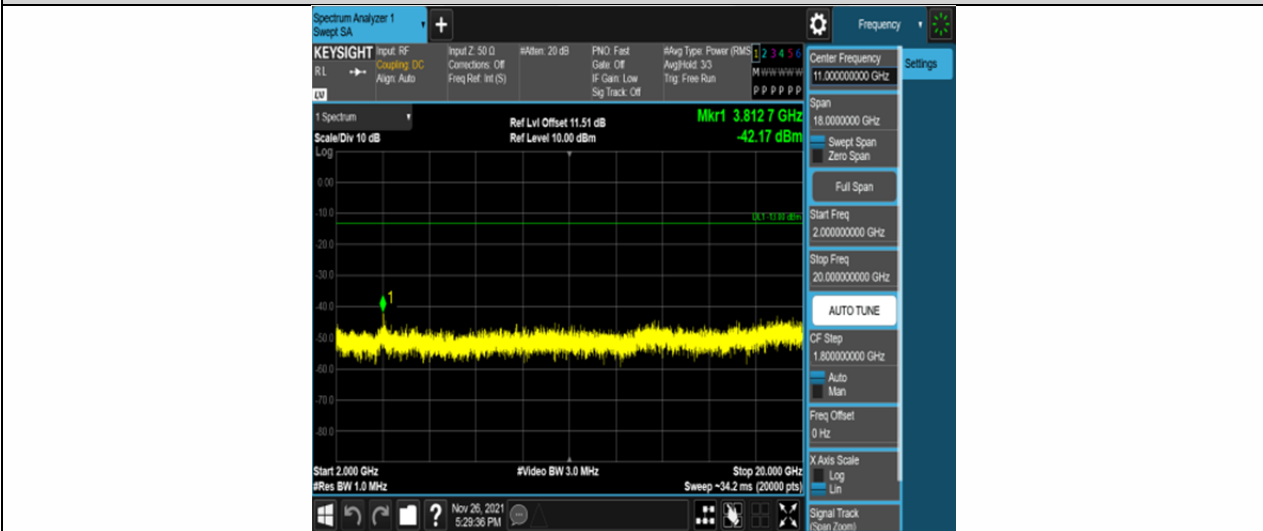 Spectrum Analyzer 1
Swept SA
+
Frequency
KEYSIGHT
RL
LV
Input: RF
Coupling: DC
Align: Auto
Input Z: 50 Ω
Corrections: Off
Freq Ref: Int (S)
#Atten: 20 dB
PNO: Fast
Gate: Off
IF Gain: Low
Sig Track: Off
#Avg Type: Power (RMS
Avg|Hold: 3/3
Trig: Free Run
1 2 3 4 5 6
M W W W W W
P P P P P P
Center Frequency
11.000000000 GHz
Settings
Span
18.0000000 GHz
Swept Span
Zero Span
Full Span
Start Freq
2.000000000 GHz
Stop Freq
20.000000000 GHz
AUTO TUNE
CF Step
1.800000000 GHz
Auto
Man
Freq Offset
0 Hz
X Axis Scale
Log
Lin
Signal Track
(Span Zoom)
1 Spectrum
Scale/Div 10 dB
Log
Ref Lvl Offset 11.51 dB
Ref Level 10.00 dBm
Mkr1 3.812 7 GHz
-42.17 dBm
0.00
-10.0
DL1 -13.00 dBm
-20.0
-30.0
1
-40.0
-50.0
-60.0
-70.0
-80.0
Start 2.000 GHz
#Res BW 1.0 MHz
#Video BW 3.0 MHz
Stop 20.000 GHz
Sweep ~34.2 ms (20000 pts)
?
Nov 26, 2021
5:29:36 PM